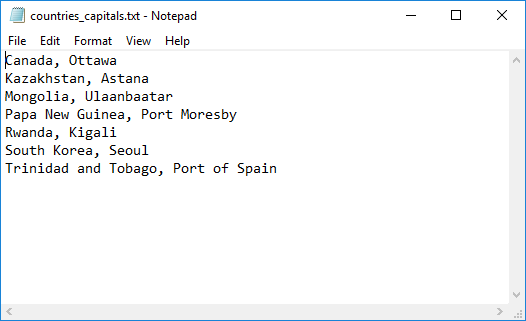 countries_capitals.txt - Notepad
File Edit Format View Help
Canada, Ottawa
Kazakhstan, Astana
Mongolia, Ulaanbaatar
Papa New Guinea, Port Moresby
Rwanda, Kigali
South Korea, Seoul
Trinidad and Tobago, Port of Spain